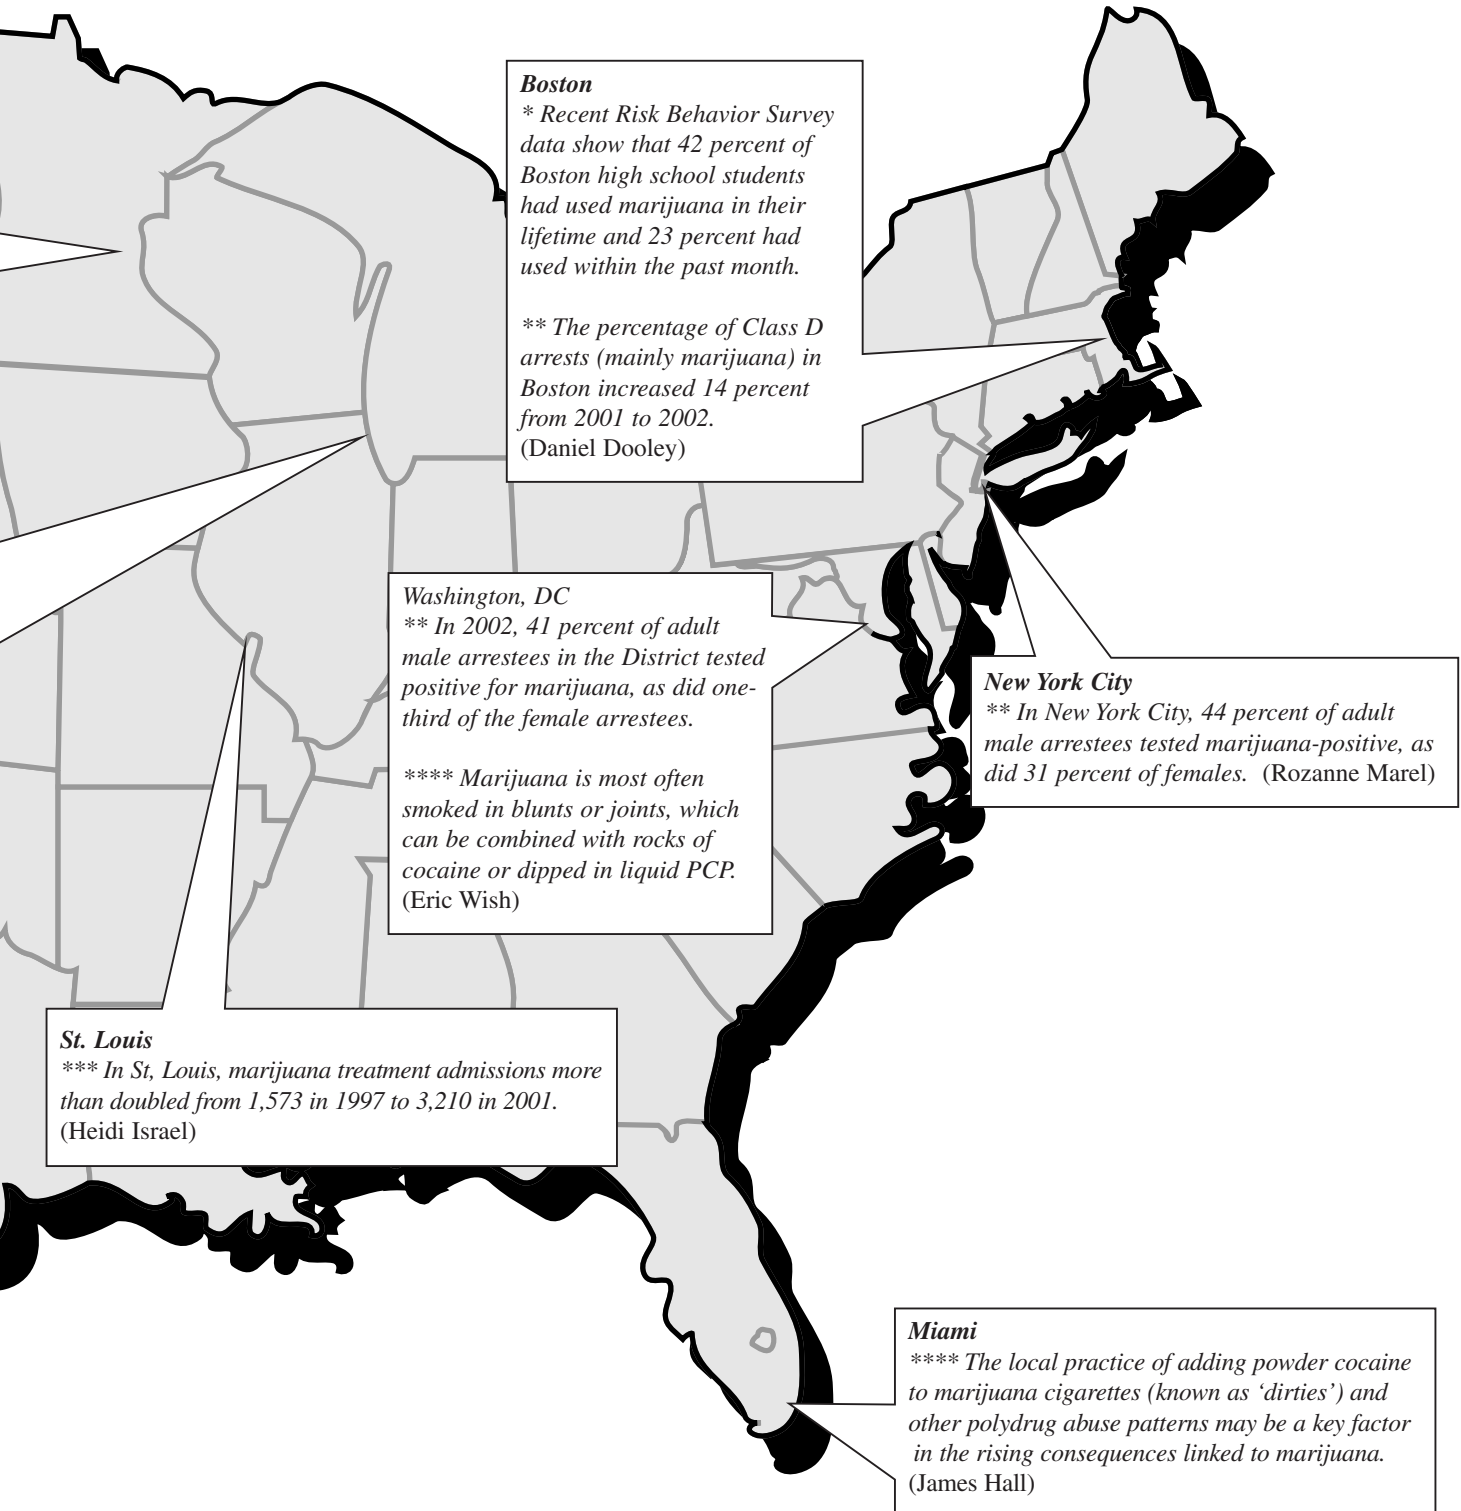 Boston
* Recent Risk Behavior Survey
data show that 42 percent of
Boston high school students
had used marijuana in their
lifetime and 23 percent had
used within the past month.
** The percentage of Class D
arrests (mainly marijuana) in
Boston increased 14 percent
from 2001 to 2002.
(Daniel Dooley)
Washington, DC
** In 2002, 41 percent of adult
male arrestees in the District tested
positive for marijuana, as did one-
third of the female arrestees.
**** Marijuana is most often
smoked in blunts or joints, which
can be combined with rocks of
cocaine or dipped in liquid PCP.
(Eric Wish)
New York City
** In New York City, 44 percent of adult
male arrestees tested marijuana-positive, as
did 31 percent of females. (Rozanne Marel)
St. Louis
*** In St, Louis, marijuana treatment admissions more
than doubled from 1,573 in 1997 to 3,210 in 2001.
(Heidi Israel)
Miami
**** The local practice of adding powder cocaine
to marijuana cigarettes (known as ‘dirties’) and
other polydrug abuse patterns may be a key factor
in the rising consequences linked to marijuana.
(James Hall)